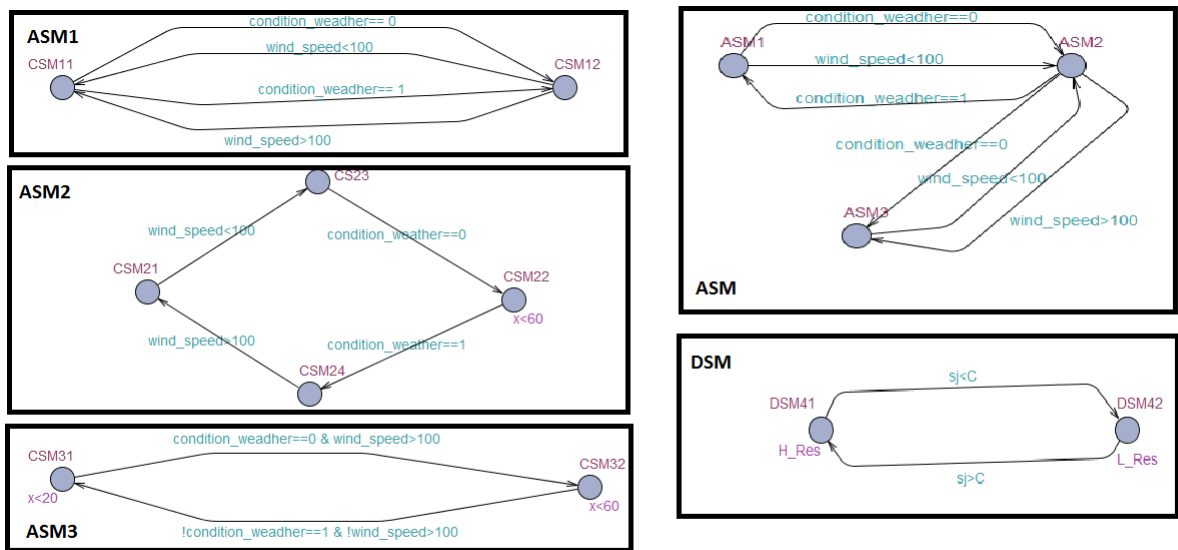 ASM1
condition_weadher== 0
wind_speed<100
CSM11
CSM12
condition_weadher== 1
wind_speed>100
ASM2
CS23
wind_speed<100
condition_weather==0
CSM21
CSM22
x<60
wind_speed>100
condition_weather==1
CSM24
condition_weadher==0 & wind_speed>100
CSM31
CSM32
x<20
x<60
!condition_weadher==1 & !wind_speed>100
ASM3
condition_weadher==0
ASM1
ASM2
wind_speed<100
condition_weadher==1
condition_weadher==0
wind_speed<100
ASM3
wind_speed>100
ASM
DSM
sj<C
DSM41
DSM42
H_Res
L_Res
sj>C